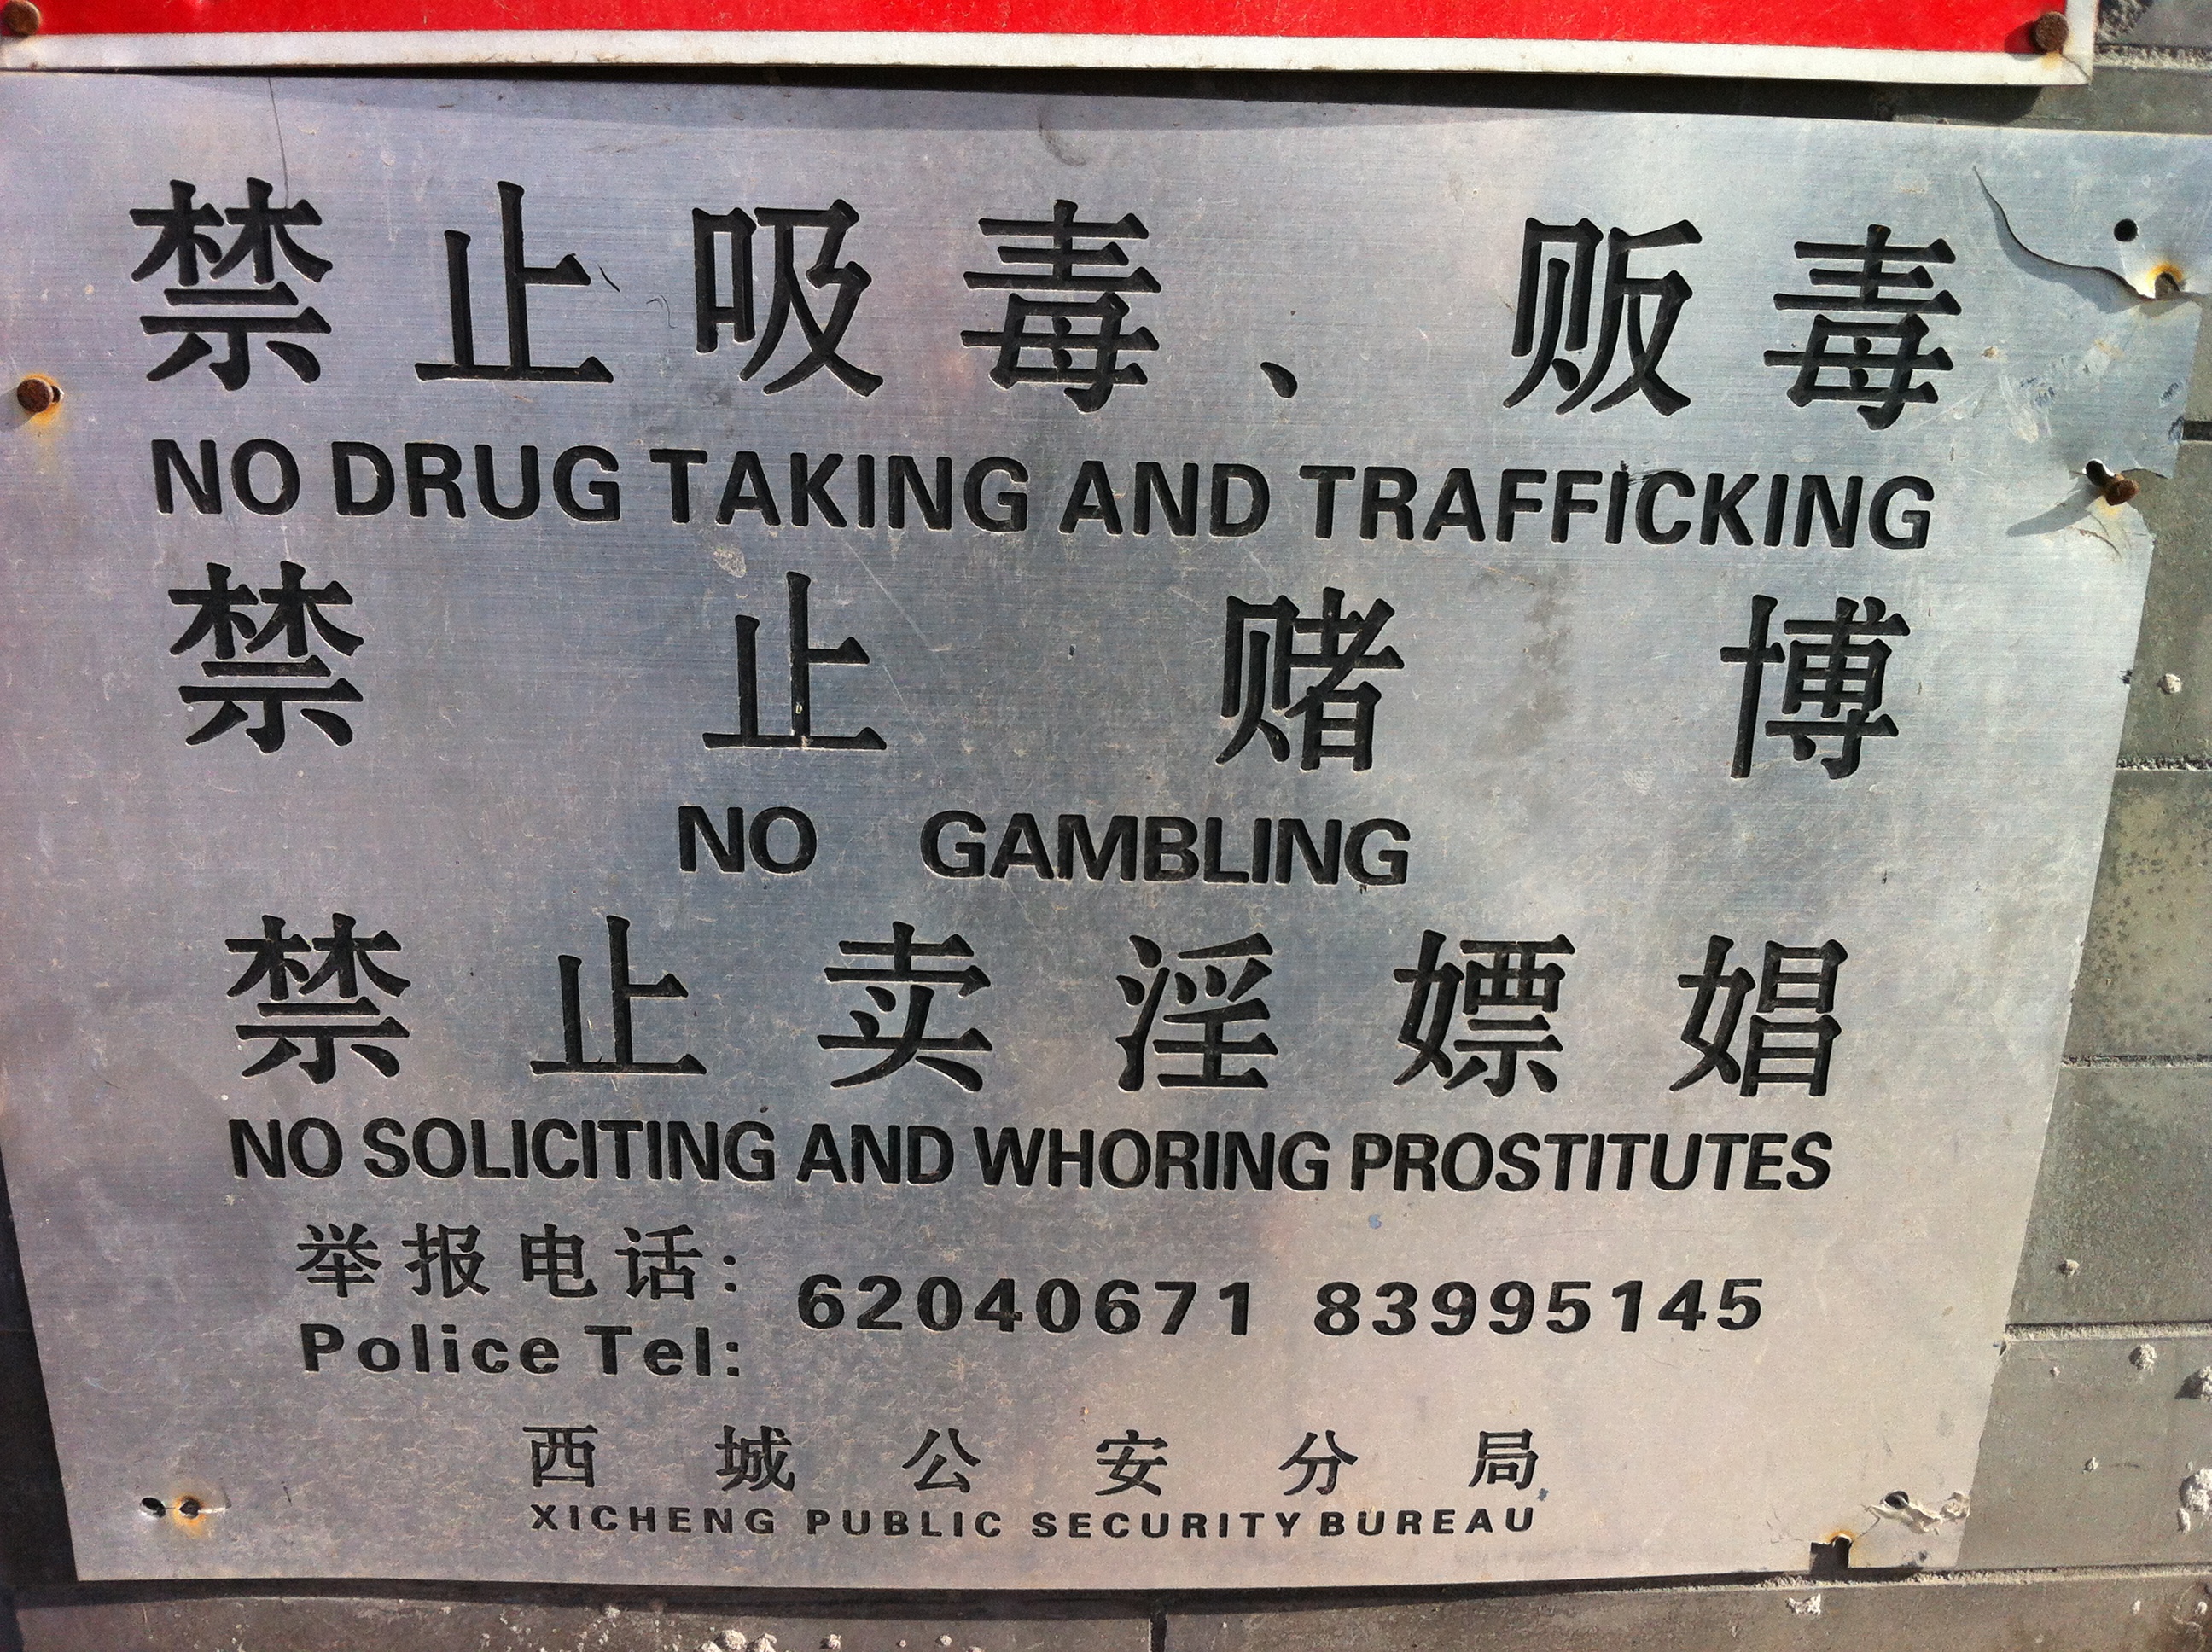 禁止吸毒、贩毒
NO DRUG TAKING AND TRAFFICKING
禁止赌博
NO GAMBLING
禁止卖淫嫖娼
NO SOLICITING AND WHORING PROSTITUTES
举报电话: 62040671 83995145
Police Tel:
西城公安分局
XICHENG PUBLIC SECURITY BUREAU